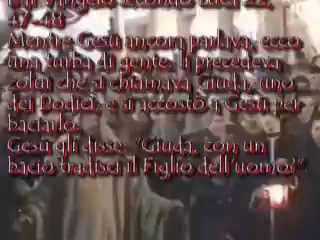 Dal Vangelo secondo Luca 22,
47-48
Mentre Gesù ancora parlava, ecco
una turba di gente. Li precedeva
colui che si chiamava Giuda, uno
dei Dodici, e si accostò a Gesù per
baciarlo.
Gesù gli disse: "Giuda, con un
bacio tradisci il Figlio dell'uomo?"